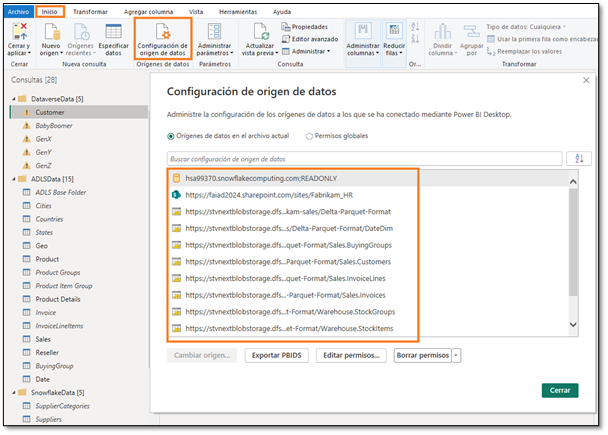 Archivo Inicio Transformar Agregar columna Vista Herramientas Ayuda
Cerrar y aplicar
Nuevo origen
Orígenes recientes
Especificar datos
Configuración de origen de datos
Administrar parámetros
Actualizar vista previa
Propiedades
Editor avanzado
Administrar
Administrar columnas
Reducir filas
Dividir columna
Agrupar por
Tipo de datos: Cualquiera
Usar la primera fila como encabezado
Reemplazar los valores
Cerrar Nueva consulta Orígenes de datos Parámetros Consulta Or... Transformar
Consultas [28]
DataverseData [5]
Customer
BabyBoomer
GenX
GenY
GenZ
ADLSData [15]
ADLS Base Folder
Cities
Countries
States
Geo
Product
Product Groups
Product Item Group
Product Details
Invoice
InvoiceLineItems
Sales
Reseller
BuyingGroup
Date
SnowflakeData [5]
SupplierCategories
Suppliers
Configuración de origen de datos
Administre la configuración de los orígenes de datos a los que se ha conectado mediante Power BI Desktop.
Orígenes de datos en el archivo actual Permisos globales
Buscar configuración de origen de datos
hsa99370.snowflakecomputing.com;READONLY
https://faiad2024.sharepoint.com/sites/Fabrikam_HR
https://stvnextblobstorage.dfs...kam-sales/Delta-Parquet-Format
https://stvnextblobstorage.dfs...s/Delta-Parquet-Format/DateDim
https://stvnextblobstorage.dfs...quet-Format/Sales.BuyingGroups
https://stvnextblobstorage.dfs...Parquet-Format/Sales.Customers
https://stvnextblobstorage.dfs...quet-Format/Sales.InvoiceLines
https://stvnextblobstorage.dfs...-Parquet-Format/Sales.Invoices
https://stvnextblobstorage.dfs...t-Format/Warehouse.StockGroups
https://stvnextblobstorage.dfs...et-Format/Warehouse.StockItems
Cambiar origen... Exportar PBIDS Editar permisos... Borrar permisos
Cerrar